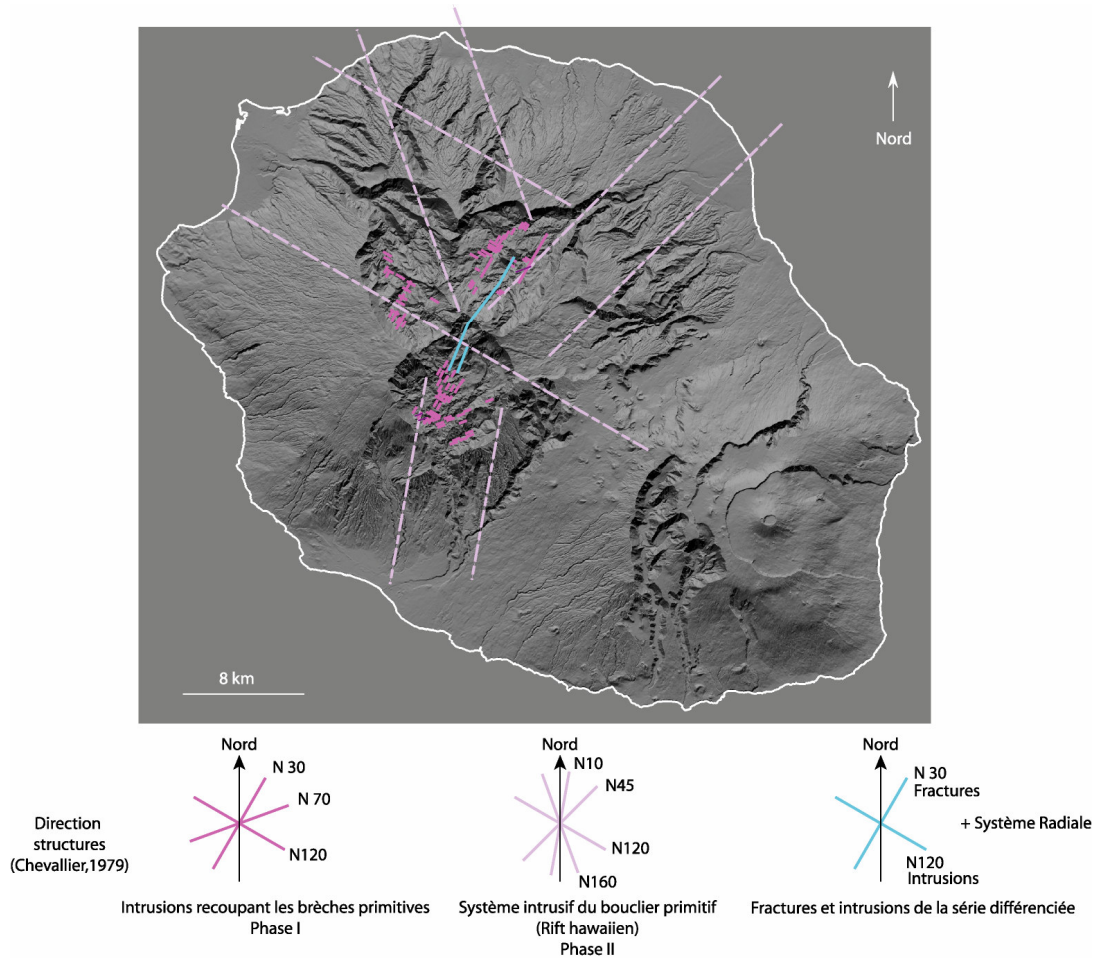 Nord
8 km
Direction
structures
(Chevallier,1979)
Nord
N 30
N 70
N120
Intrusions recoupant les brèches primitives
Phase I
Nord
N10
N45
N120
N160
Système intrusif du bouclier primitif
(Rift hawaiien)
Phase II
Nord
N 30
Fractures
N120
Intrusions
+ Système Radiale
Fractures et intrusions de la série différenciée